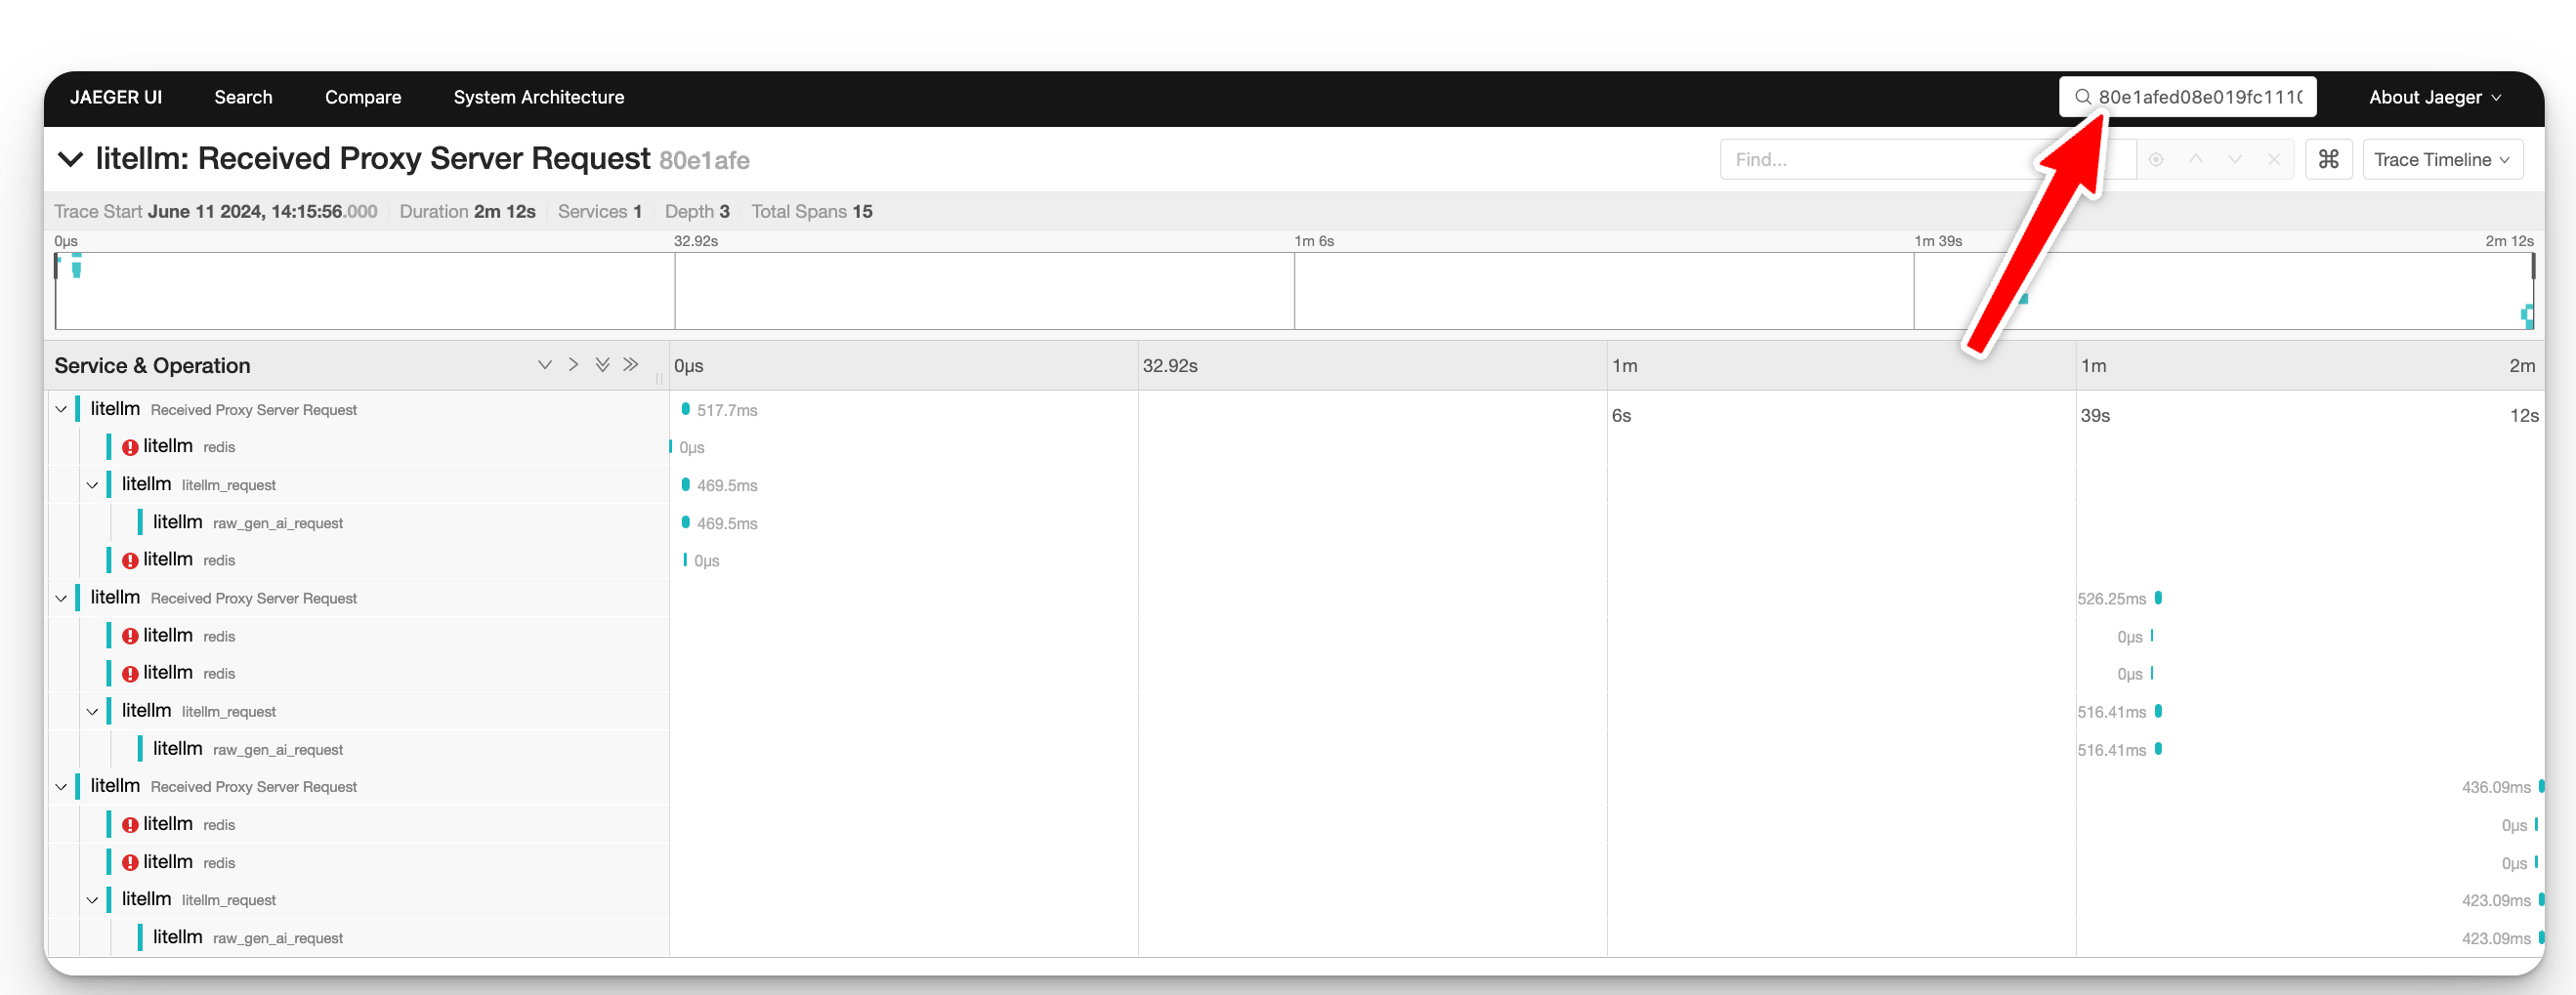 JAEGER UI Search Compare System Architecture 80e1afed08e019fc111 About Jaeger
litellm: Received Proxy Server Request 80e1afe Find... ⌘ Trace Timeline
Trace Start June 11 2024, 14:15:56.000 Duration 2m 12s Services 1 Depth 3 Total Spans 15
0μs 32.92s 1m 6s 1m 39s 2m 12s
Service & Operation 0μs 32.92s 1m 1m 2m
6s 39s 12s
litellm Received Proxy Server Request 517.7ms
litellm redis 0μs
litellm litellm_request 469.5ms
litellm raw_gen_ai_request 469.5ms
litellm redis 0μs
litellm Received Proxy Server Request 526.25ms
litellm redis 0μs
litellm redis 0μs
litellm litellm_request 516.41ms
litellm raw_gen_ai_request 516.41ms
litellm Received Proxy Server Request 436.09ms
litellm redis 0μs
litellm redis 0μs
litellm litellm_request 423.09ms
litellm raw_gen_ai_request 423.09ms